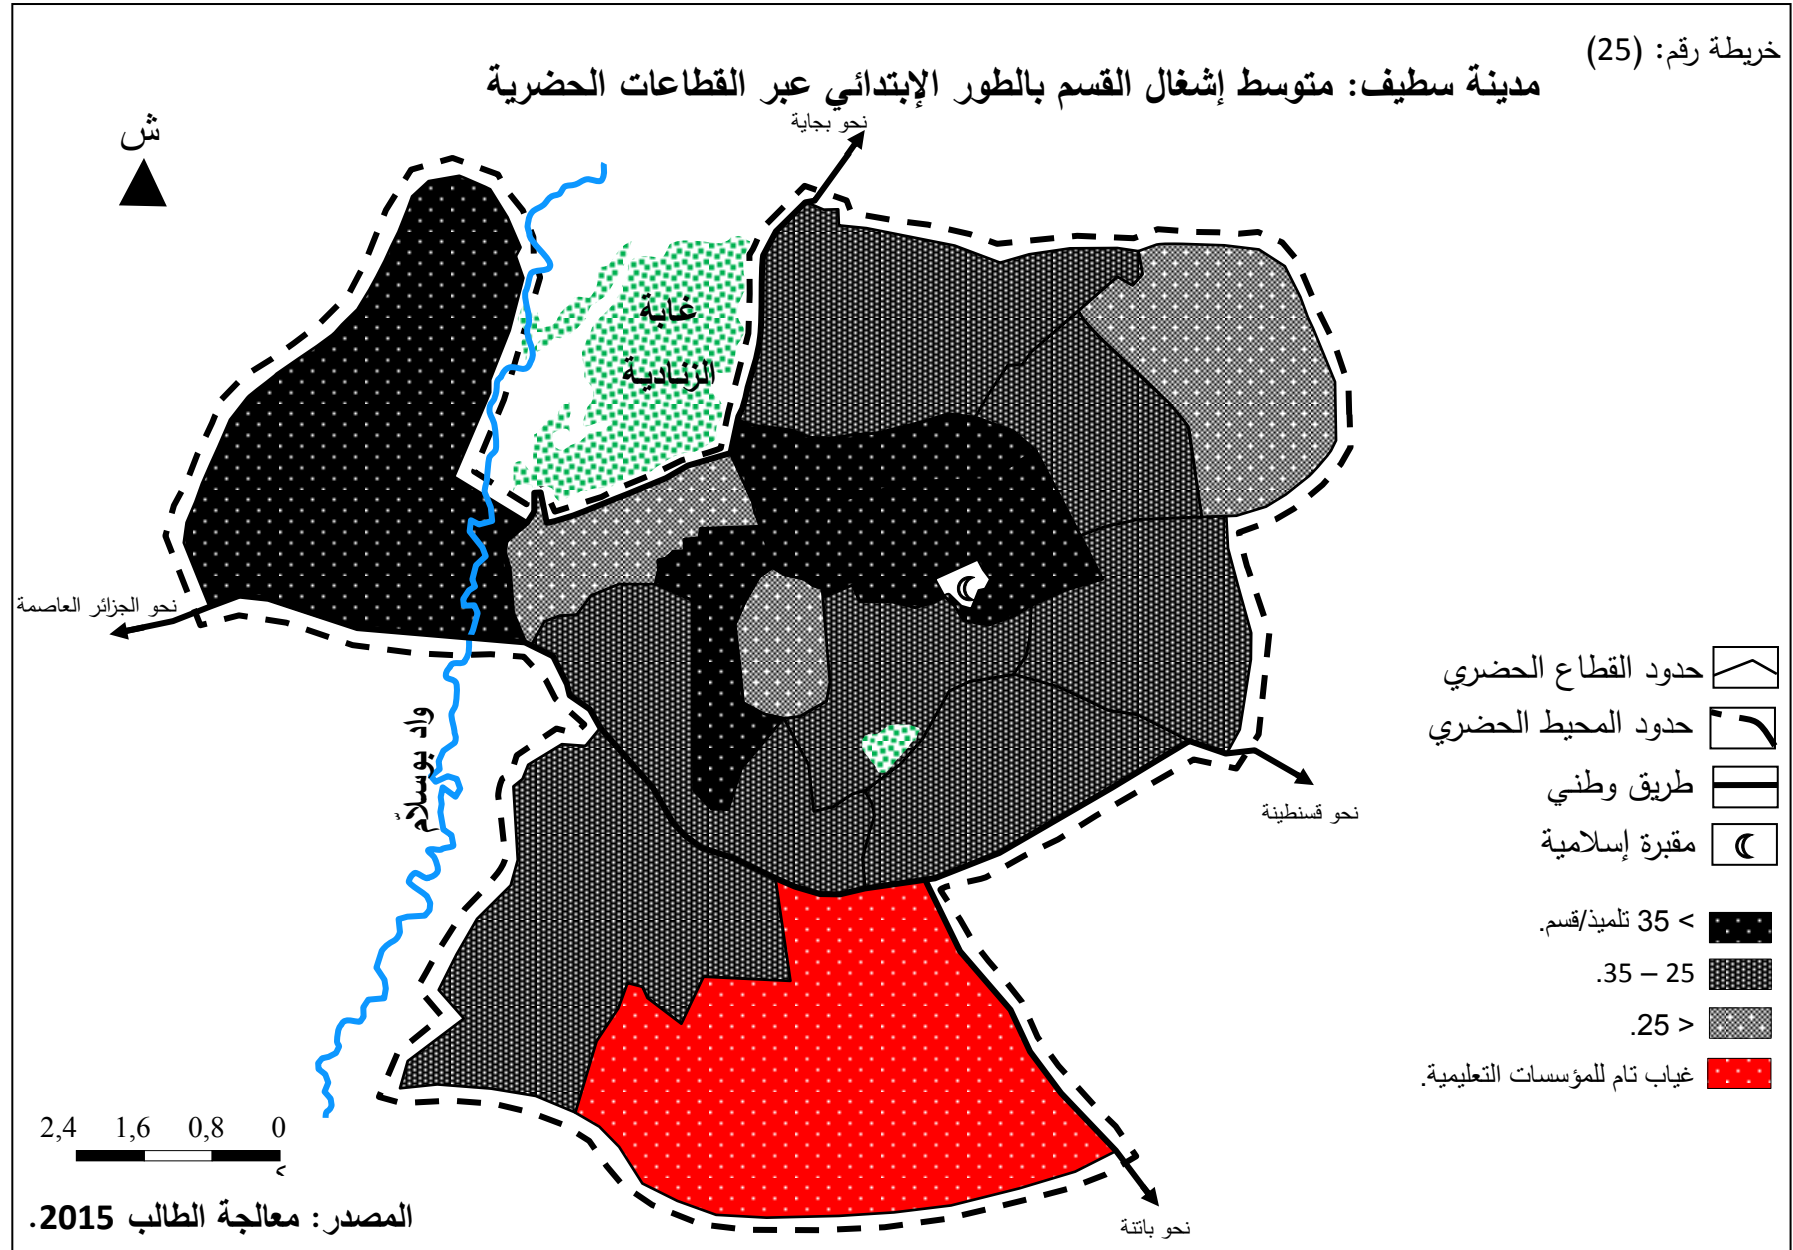 خريطة رقم: (25)
مدينة سطيف: متوسط إشغال القسم بالطور الإبتدائي عبر القطاعات الحضرية
نحو بجاية
ش
غابة
الزنادية
نحو الجزائر العاصمة
واد بوسلامّ
نحو قسنطينة
نحو باتنة
حدود القطاع الحضري
حدود المحيط الحضري
طريق وطني
مقبرة إسلامية
> 35 تلميذ/قسم.
25 – 35.
< 25.
غياب تام للمؤسسات التعليمية.
2,4 1,6 0,8 0
المصدر: معالجة الطالب 2015.